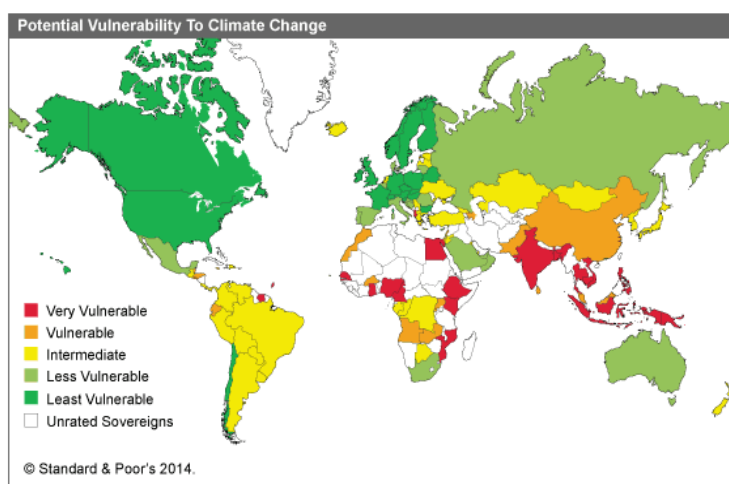 Potential Vulnerability To Climate Change
Very Vulnerable
Vulnerable
Intermediate
Less Vulnerable
Least Vulnerable
Unrated Sovereigns
© Standard & Poor's 2014.